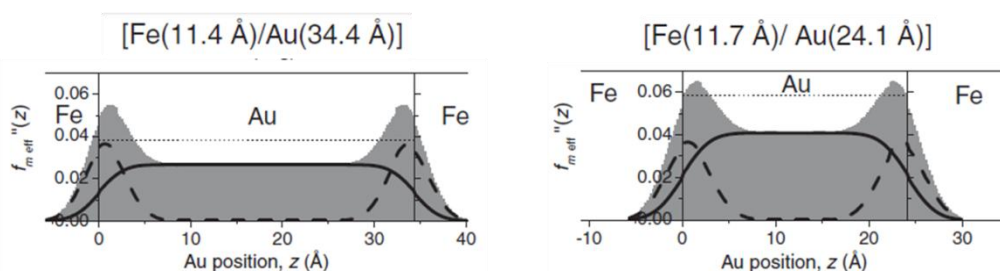 [Fe(11.4 Å)/Au(34.4 Å)]
[Fe(11.7 Å)/ Au(24.1 Å)]
f m eff "(z)
0.06
0.04
0.02
0.00
Fe
Au
Fe
0
10
20
30
40
Au position, z (Å)
f m eff "(z)
0.06
0.04
0.02
0.00
Fe
Au
Fe
-10
0
10
20
30
Au position, z (Å)